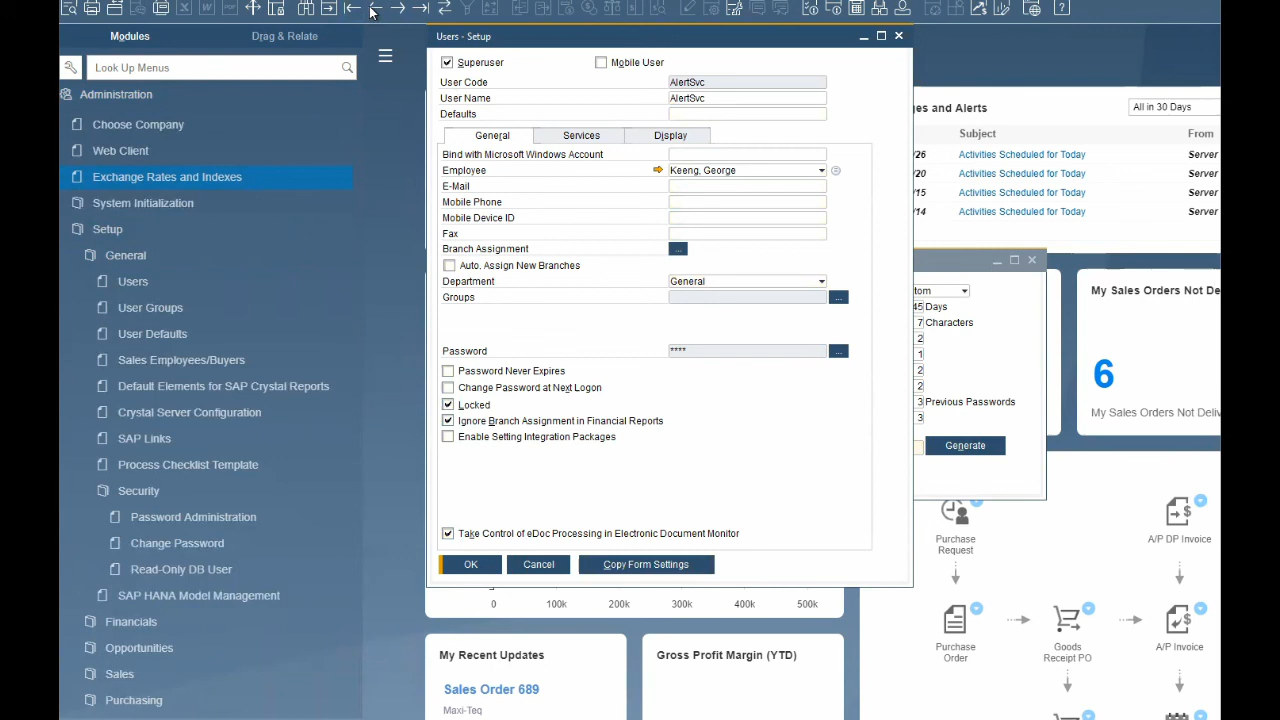 Modules
Drag & Relate
Look Up Menus
Administration
Choose Company
Web Client
Exchange Rates and Indexes
System Initialization
Setup
General
Users
User Groups
User Defaults
Sales Employees/Buyers
Default Elements for SAP Crystal Reports
Crystal Server Configuration
SAP Links
Process Checklist Template
Security
Password Administration
Change Password
Read-Only DB User
SAP HANA Model Management
Financials
Opportunities
Sales
Purchasing
Users - Setup
Superuser
Mobile User
User Code AlertSvc
User Name AlertSvc
Defaults
General Services Display
Bind with Microsoft Windows Account
Employee Keeng, George
E-Mail
Mobile Phone
Mobile Device ID
Fax
Branch Assignment ...
Auto. Assign New Branches
Department General
Groups ...
Password **** ...
Password Never Expires
Change Password at Next Logon
Locked
Ignore Branch Assignment in Financial Reports
Enable Setting Integration Packages
Take Control of eDoc Processing in Electronic Document Monitor
OK Cancel Copy Form Settings
ges and Alerts All in 30 Days
Subject From
/26 Activities Scheduled for Today Server
/20 Activities Scheduled for Today Server
/15 Activities Scheduled for Today Server
/14 Activities Scheduled for Today Server
tom
45 Days
7 Characters
2
1
2
2
3 Previous Passwords
3
Generate
My Sales Orders Not Deli
6
My Sales Orders Not Deliv
0 100k 200k 300k 400k 500k
My Recent Updates
Sales Order 689
Maxi-Teq
Gross Profit Margin (YTD)
Purchase
Request
A/P DP Invoice
Purchase
Order
Goods
Receipt PO
A/P Invoice